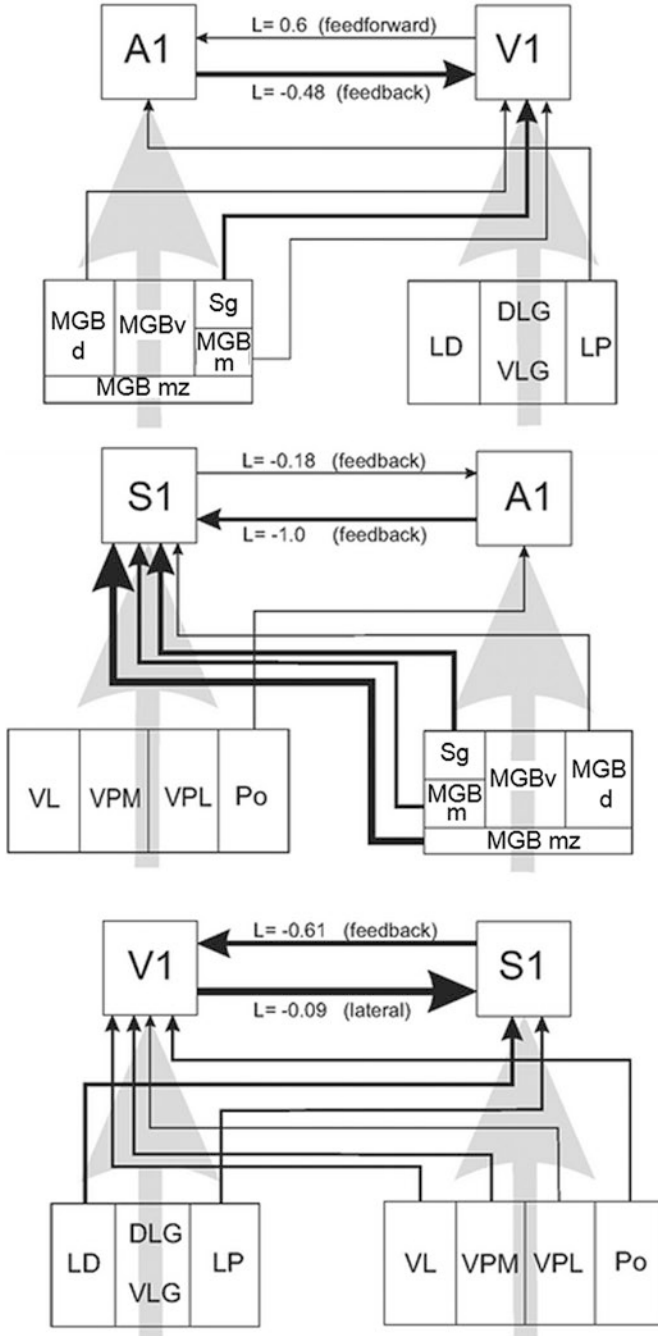 L= 0.6 (feedforward)
A1 V1
L= -0.48 (feedback)
MGB d MGBv Sg MGB m MGB mz
LD DLG VLG LP
L= -0.18 (feedback)
S1 A1
L= -1.0 (feedback)
VL VPM VPL Po
Sg MGB m MGBv MGB d MGB mz
L= -0.61 (feedback)
V1 S1
L= -0.09 (lateral)
LD DLG VLG LP
VL VPM VPL Po